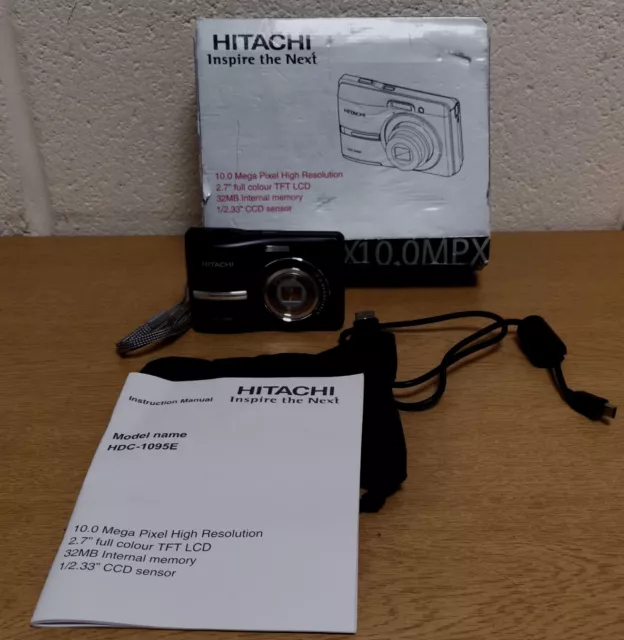 HITACHI
Inspire the Next
HITACHI
10.0 Mega Pixel High Resolution
2.7" full colour TFT LCD
32MB Internal memory
1/2.33" CCD sensor
X10.0MPX
HITACHI
Instruction Manual
HITACHI
Inspire the Next
Model name
HDC-1095E
10.0 Mega Pixel High Resolution
2.7" full colour TFT LCD
32MB Internal memory
1/2.33" CCD sensor